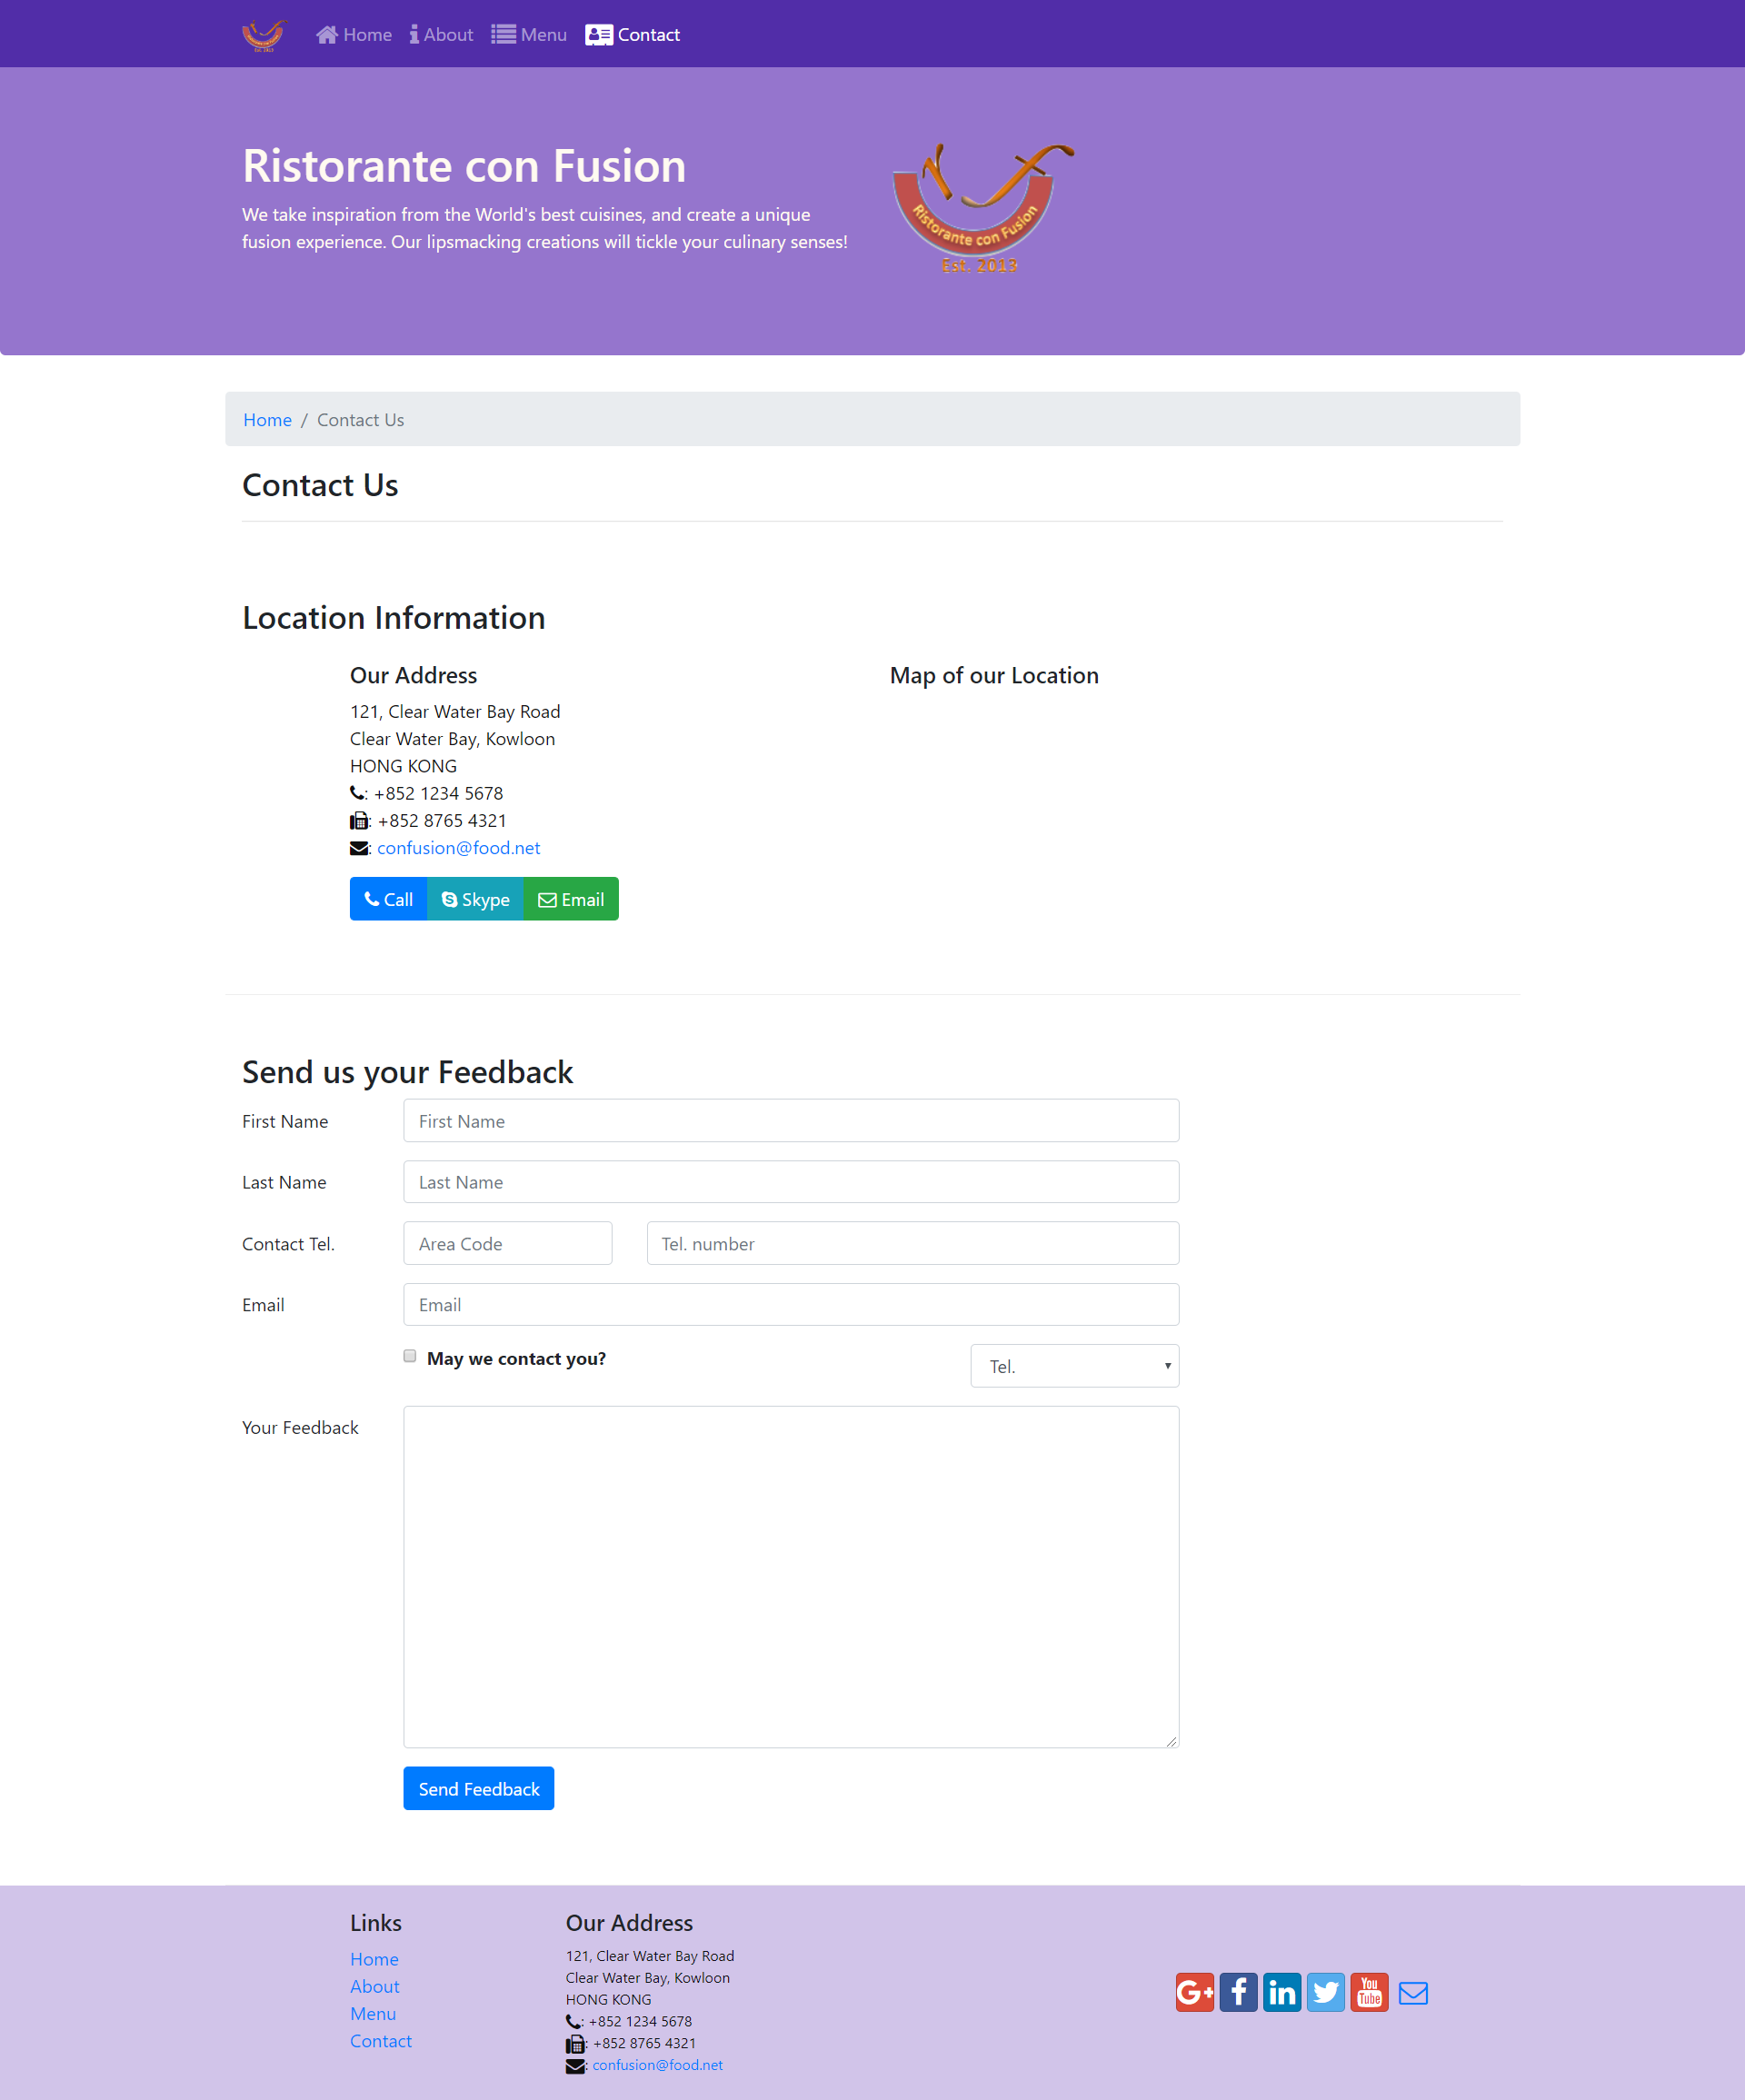 Home About Menu Contact
Ristorante con Fusion
We take inspiration from the World's best cuisines, and create a unique
fusion experience. Our lipsmacking creations will tickle your culinary senses!
Ristorante con Fusion
Est. 2013
Home / Contact Us
Contact Us
Location Information
Our Address
121, Clear Water Bay Road
Clear Water Bay, Kowloon
HONG KONG
: +852 1234 5678
: +852 8765 4321
: confusion@food.net
Call Skype Email
Map of our Location
Send us your Feedback
First Name First Name
Last Name Last Name
Contact Tel. Area Code Tel. number
Email Email
May we contact you? Tel.
Your Feedback
Send Feedback
Links
Home
About
Menu
Contact
Our Address
121, Clear Water Bay Road
Clear Water Bay, Kowloon
HONG KONG
: +852 1234 5678
: +852 8765 4321
: confusion@food.net
G+ f in You Tube